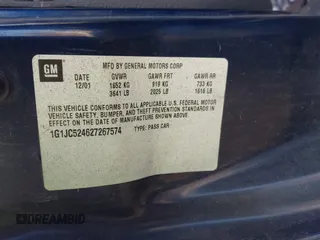 GM
MFG BY GENERAL MOTORS CORP
DATE GVWR GAWR FRT GAWR RR
12/01 1652 KG 919 KG 733 KG
3641 LB 2025 LB 1616 LB
THIS VEHICLE CONFORMS TO ALL APPLICABLE U.S. FEDERAL MOTOR
VEHICLE SAFETY, BUMPER, AND THEFT PREVENTION STANDARDS IN
EFFECT ON THE DATE OF MANUFACTURE SHOWN ABOVE.
1G1JC524627267574 TYPE: PASS CAR
DREAMBID